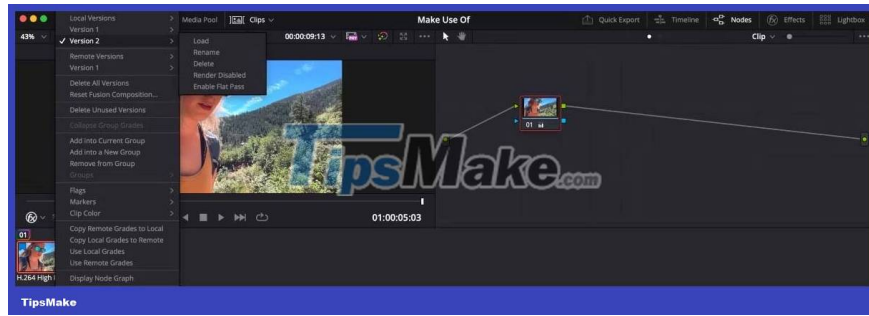 Local Versions
Version 1
✓ Version 2
Remote Versions
Version 1
Delete All Versions
Reset Fusion Composition...
Delete Unused Versions
Collapse Group Grades
Add into Current Group
Add into a New Group
Remove from Group
Groups
Flags
Markers
Clip Color
Copy Remote Grades to Local
Copy Local Grades to Remote
Use Local Grades
Use Remote Grades
Display Node Graph
Load
Rename
Delete
Render Disabled
Enable Flat Pass
Media Pool
Clips
Make Use Of
Quick Export
Timeline
Nodes
Effects
Lightbox
43%
00:00:09:13
Clip
01
TipsMake.com
01:00:05:03
01
H.264 High
TipsMake